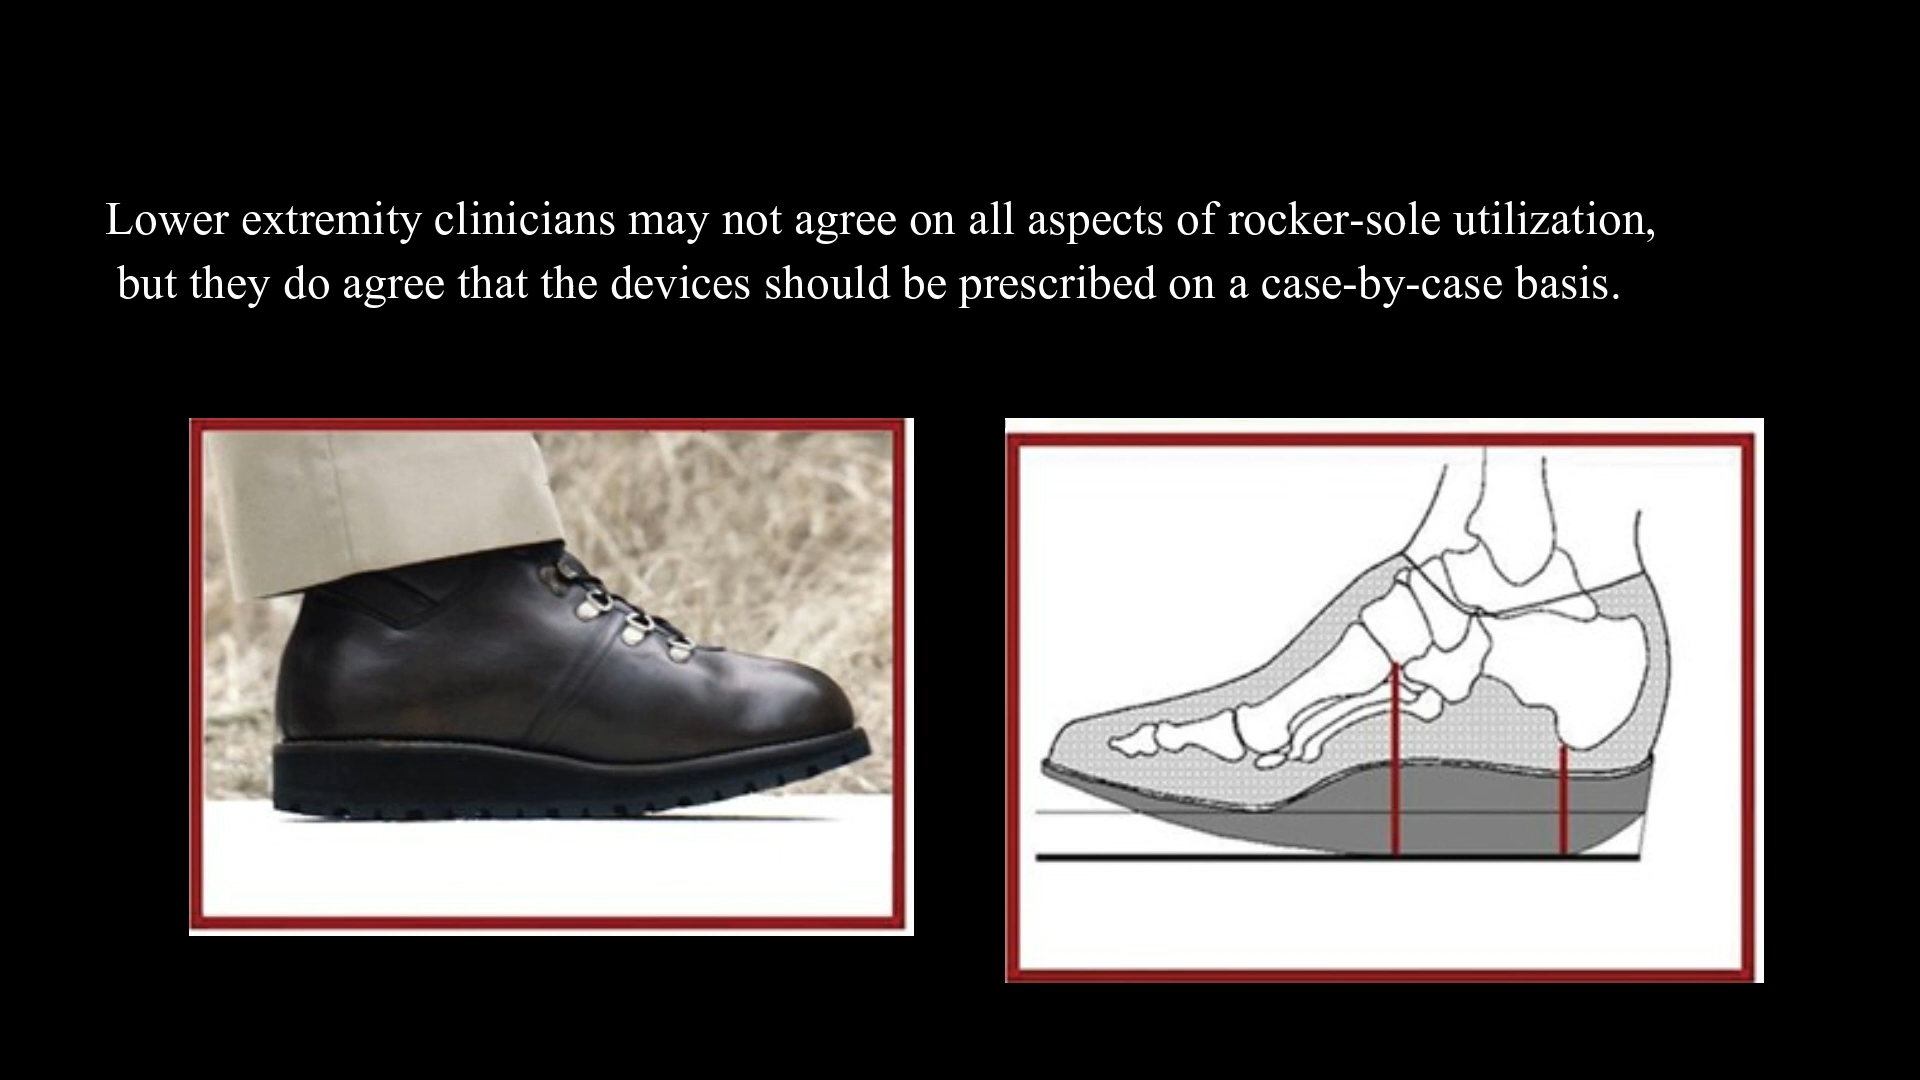 Lower extremity clinicians may not agree on all aspects of rocker-sole utilization,
but they do agree that the devices should be prescribed on a case-by-case basis.